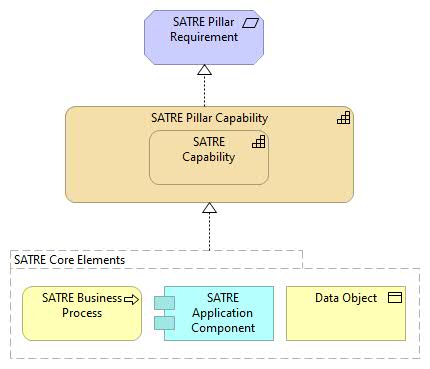 SATRE Pillar
Requirement
SATRE Pillar Capability
SATRE
Capability
SATRE Core Elements
SATRE Business
Process
SATRE
Application
Component
Data Object